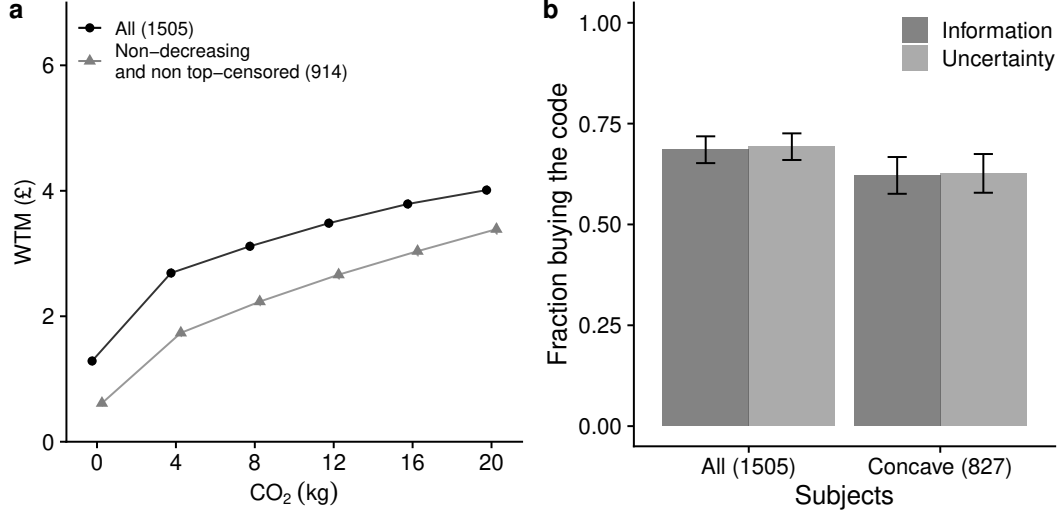 a
All (1505)
Non−decreasing
and non top−censored (914)
6
4
2
0
WTM (£)
0 4 8 12 16 20
CO₂ (kg)
b
Information
Uncertainty
1.00
0.75
0.50
0.25
0.00
Fraction buying the code
All (1505) Concave (827)
Subjects